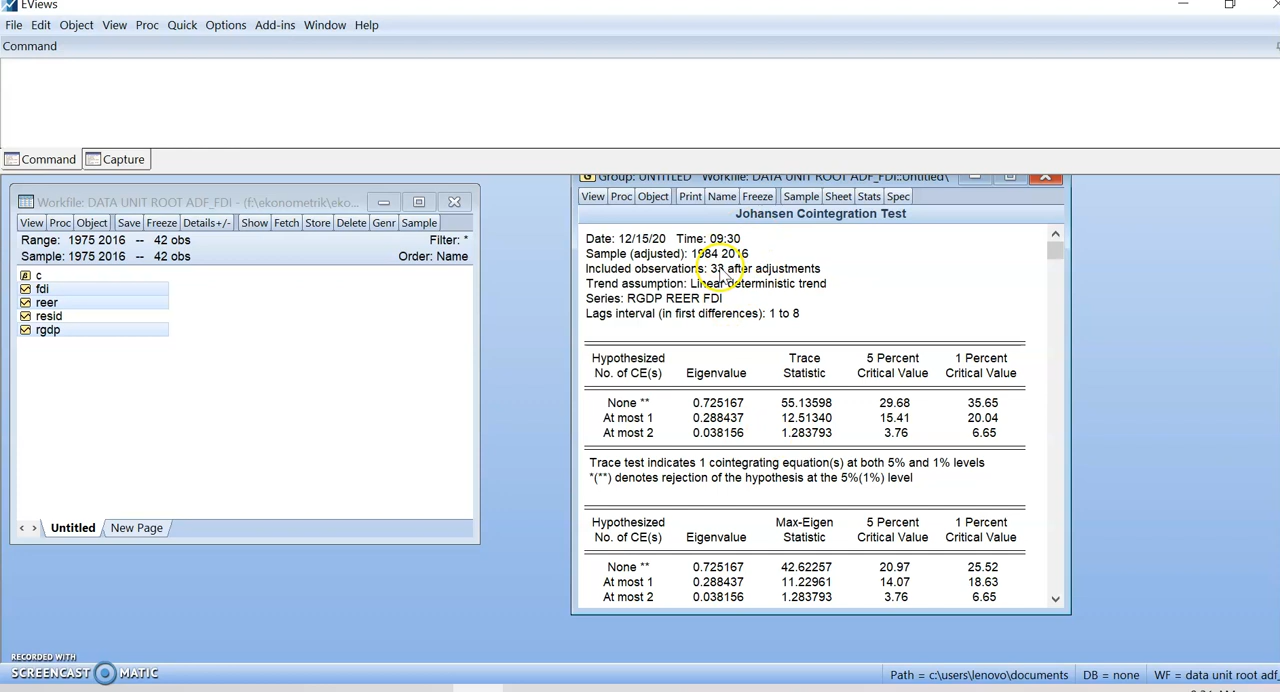 EViews
File Edit Object View Proc Quick Options Add-ins Window Help
Command
Command Capture
Workfile: DATA UNIT ROOT ADF_FDI - (f:\ekonometrik\eko...
View Proc Object Save Freeze Details+/- Show Fetch Store Delete Genr Sample
Range: 1975 2016 -- 42 obs Filter: *
Sample: 1975 2016 -- 42 obs Order: Name
c
fdi
reer
resid
rgdp
Untitled New Page
Group: UNTITLED Workfile: DATA UNIT ROOT ADF_FDI::Untitled\
View Proc Object Print Name Freeze Sample Sheet Stats Spec
Johansen Cointegration Test
Date: 12/15/20 Time: 09:30
Sample (adjusted): 1984 2016
Included observations: 33 after adjustments
Trend assumption: Linear deterministic trend
Series: RGDP REER FDI
Lags interval (in first differences): 1 to 8
Hypothesized Trace 5 Percent 1 Percent
No. of CE(s) Eigenvalue Statistic Critical Value Critical Value
None ** 0.725167 55.13598 29.68 35.65
At most 1 0.288437 12.51340 15.41 20.04
At most 2 0.038156 1.283793 3.76 6.65
Trace test indicates 1 cointegrating equation(s) at both 5% and 1% levels
*(**) denotes rejection of the hypothesis at the 5%(1%) level
Hypothesized Max-Eigen 5 Percent 1 Percent
No. of CE(s) Eigenvalue Statistic Critical Value Critical Value
None ** 0.725167 42.62257 20.97 25.52
At most 1 0.288437 11.22961 14.07 18.63
At most 2 0.038156 1.283793 3.76 6.65
RECORDED WITH
SCREENCAST MATIC
Path = c:\users\lenovo\documents DB = none WF = data unit root adf_